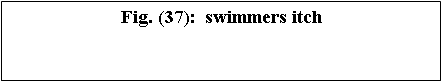 Fig. (37):  swimmers itch